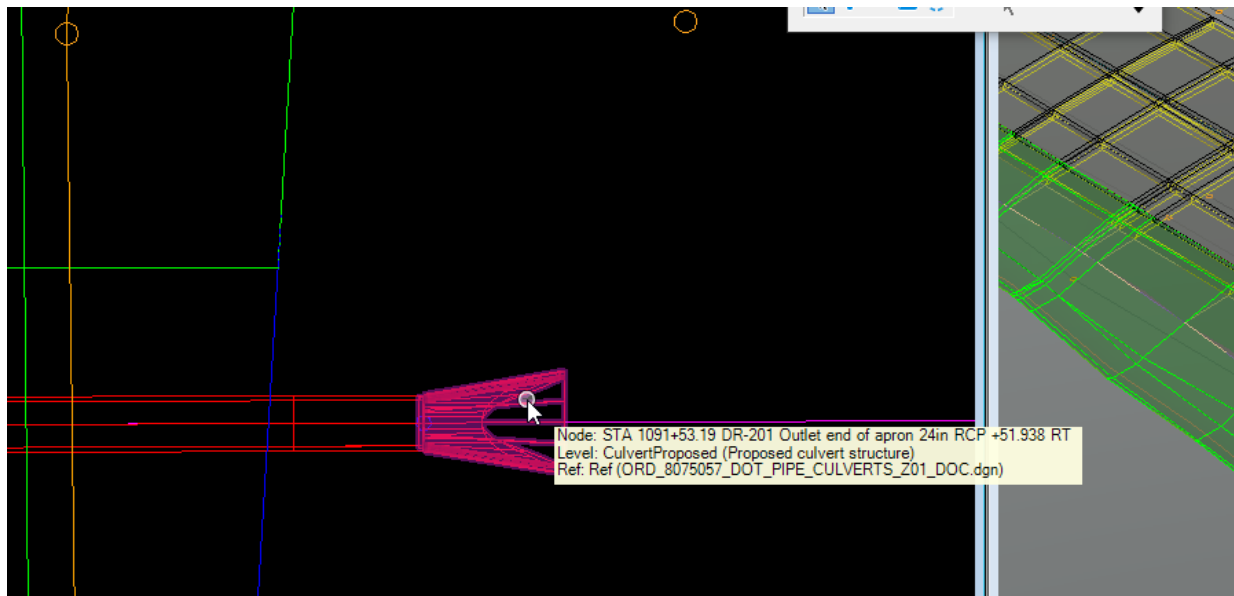 Node: STA 1091+53.19 DR-201 Outlet end of apron 24in RCP +51.938 RT
Level: CulvertProposed (Proposed culvert structure)
Ref: Ref (ORD_8075057_DOT_PIPE_CULVERTS_Z01_DOC.dgn)